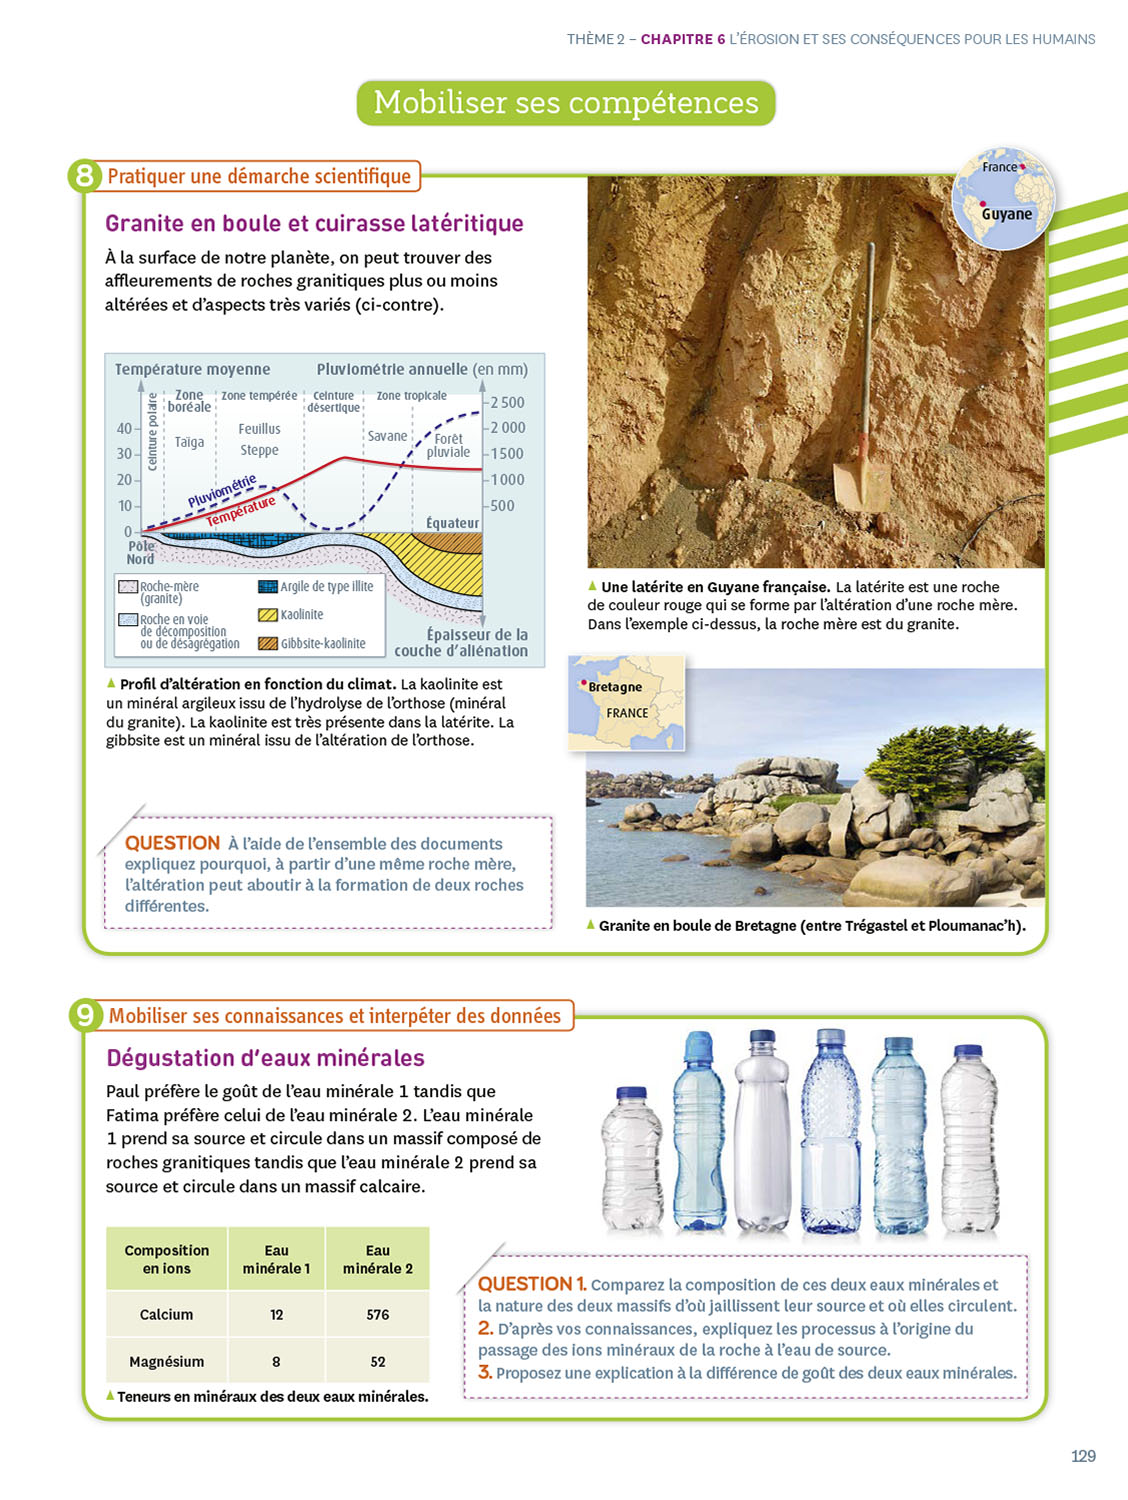 THÈME 2 – CHAPITRE 6 L'ÉROSION ET SES CONSÉQUENCES POUR LES HUMAINS
Mobiliser ses compétences
8 Pratiquer une démarche scientifique
Granite en boule et cuirasse latéritique
À la surface de notre planète, on peut trouver des
affleurements de roches granitiques plus ou moins
altérées et d'aspects très variés (ci-contre).
Température moyenne
Pluviométrie annuelle (en mm)
Ceinture polaire
Zone
boréale
Zone tempérée
Ceinture
désertique
Zone tropicale
Taïga
Feuillus
Steppe
Savane
Forêt
pluviale
40
30
20
10
0
2 500
2 000
1 500
1 000
500
Pluviométrie
Température
Équateur
Pôle
Nord
Roche-mère
(granite)
Roche en voie
de décomposition
ou de désagrégation
Argile de type illite
Kaolinite
Gibbsite-kaolinite
Épaisseur de la
couche d'aliénation
Profil d'altération en fonction du climat. La kaolinite est
un minéral argileux issu de l'hydrolyse de l'orthose (minéral
du granite). La kaolinite est très présente dans la latérite. La
gibbsite est un minéral issu de l'altération de l'orthose.
QUESTION À l'aide de l'ensemble des documents
expliquez pourquoi, à partir d'une même roche mère,
l'altération peut aboutir à la formation de deux roches
différentes.
France
Guyane
Une latérite en Guyane française. La latérite est une roche
de couleur rouge qui se forme par l'altération d'une roche mère.
Dans l'exemple ci-dessus, la roche mère est du granite.
Bretagne
FRANCE
Granite en boule de Bretagne (entre Trégastel et Ploumanac'h).
9 Mobiliser ses connaissances et interpéter des données
Dégustation d'eaux minérales
Paul préfère le goût de l'eau minérale 1 tandis que
Fatima préfère celui de l'eau minérale 2. L'eau minérale
1 prend sa source et circule dans un massif composé de
roches granitiques tandis que l'eau minérale 2 prend sa
source et circule dans un massif calcaire.
Composition
en ions
Eau
minérale 1
Eau
minérale 2
Calcium 12 576
Magnésium 8 52
Teneurs en minéraux des deux eaux minérales.
QUESTION 1. Comparez la composition de ces deux eaux minérales et
la nature des deux massifs d'où jaillissent leur source et où elles circulent.
2. D'après vos connaissances, expliquez les processus à l'origine du
passage des ions minéraux de la roche à l'eau de source.
3. Proposez une explication à la différence de goût des deux eaux minérales.
129